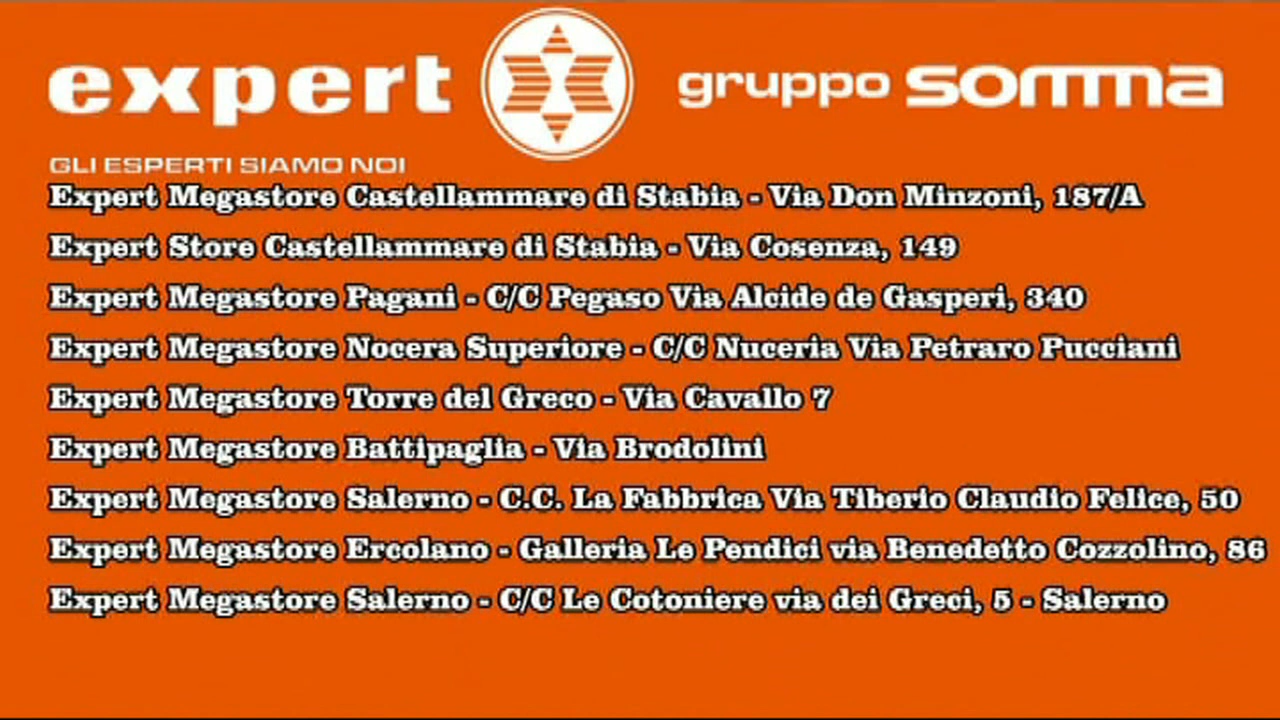 expert gruppo somma
GLI ESPERTI SIAMO NOI
Expert Megastore Castellammare di Stabia - Via Don Minzoni, 187/A
Expert Store Castellammare di Stabia - Via Cosenza, 149
Expert Megastore Pagani - C/C Pegaso Via Alcide de Gasperi, 340
Expert Megastore Nocera Superiore - C/C Nuceria Via Petraro Pucciani
Expert Megastore Torre del Greco - Via Cavallo 7
Expert Megastore Battipaglia - Via Brodolini
Expert Megastore Salerno - C.C. La Fabbrica Via Tiberio Claudio Felice, 50
Expert Megastore Ercolano - Galleria Le Pendici via Benedetto Cozzolino, 86
Expert Megastore Salerno - C/C Le Cotoniere via dei Greci, 5 - Salerno